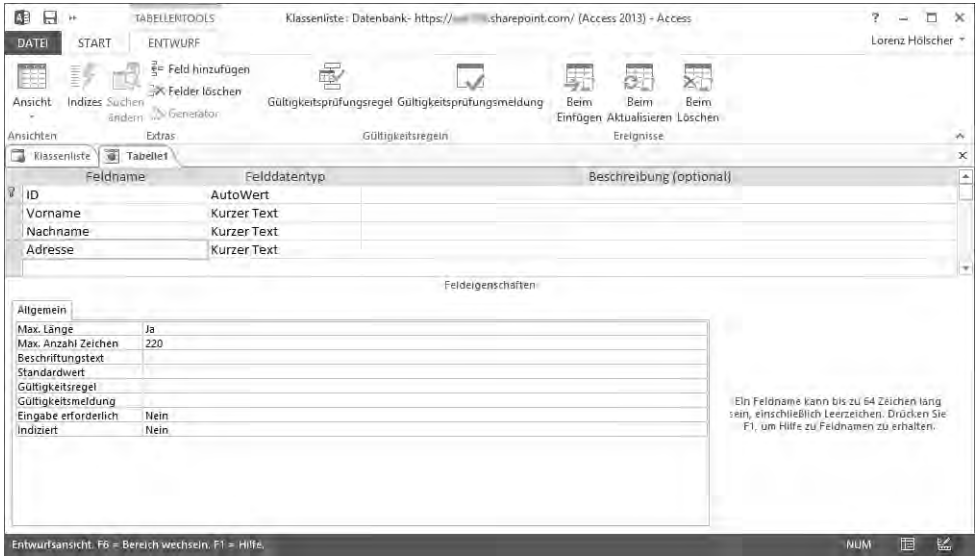 TABELLENTOOLS
Klassenliste : Datenbank- https:// .sharepoint.com/ (Access 2013) - Access
DATEI START ENTWURF
Lorenz Hölscher
Ansicht
Indizes
Suchen
ändern
Feld hinzufügen
Felder löschen
Generator
Gültigkeitsprüfungsregel
Gültigkeitsprüfungsmeldung
Beim
Einfügen
Beim
Aktualisieren
Beim
Löschen
Ansichten
Extras
Gültigkeitsregeln
Ereignisse
Klassenliste
Tabelle1
Feldname Felddatentyp Beschreibung (optional)
ID AutoWert
Vorname Kurzer Text
Nachname Kurzer Text
Adresse Kurzer Text
Feldeigenschaften
Allgemein
Max. Länge Ja
Max. Anzahl Zeichen 220
Beschriftungstext
Standardwert
Gültigkeitsregel
Gültigkeitsmeldung
Eingabe erforderlich Nein
Indiziert Nein
Ein Feldname kann bis zu 64 Zeichen lang
sein, einschließlich Leerzeichen. Drücken Sie
F1, um Hilfe zu Feldnamen zu erhalten.
Entwurfsansicht. F6 = Bereich wechseln. F1 = Hilfe.
NUM